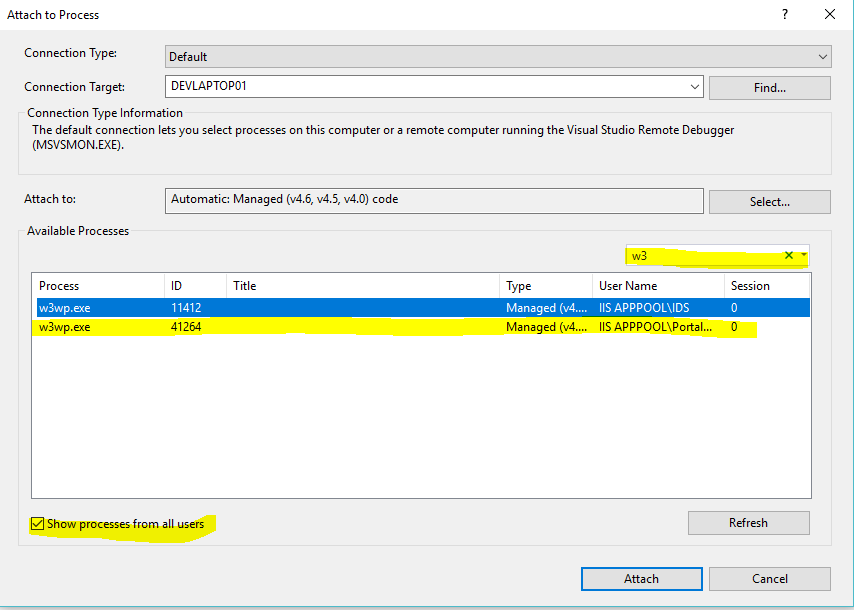 Attach to Process ?
Connection Type: Default
Connection Target: DEVLAPTOP01 Find...
Connection Type Information
The default connection lets you select processes on this computer or a remote computer running the Visual Studio Remote Debugger
(MSVSMON.EXE).
Attach to: Automatic: Managed (v4.6, v4.5, v4.0) code Select...
Available Processes
w3
Process ID Title Type User Name Session
w3wp.exe 11412 Managed (v4.... IIS APPPOOL\IDS 0
w3wp.exe 41264 Managed (v4.... IIS APPPOOL\Portal... 0
Show processes from all users Refresh
Attach Cancel